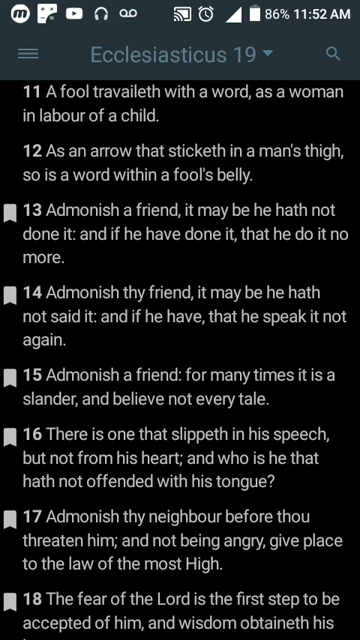 86% 11:52 AM
Ecclesiasticus 19
11 A fool travaileth with a word, as a woman
in labour of a child.
12 As an arrow that sticketh in a man's thigh,
so is a word within a fool's belly.
13 Admonish a friend, it may be he hath not
done it: and if he have done it, that he do it no
more.
14 Admonish thy friend, it may be he hath
not said it: and if he have, that he speak it not
again.
15 Admonish a friend: for many times it is a
slander, and believe not every tale.
16 There is one that slippeth in his speech,
but not from his heart; and who is he that
hath not offended with his tongue?
17 Admonish thy neighbour before thou
threaten him; and not being angry, give place
to the law of the most High.
18 The fear of the Lord is the first step to be
accepted of him, and wisdom obtaineth his